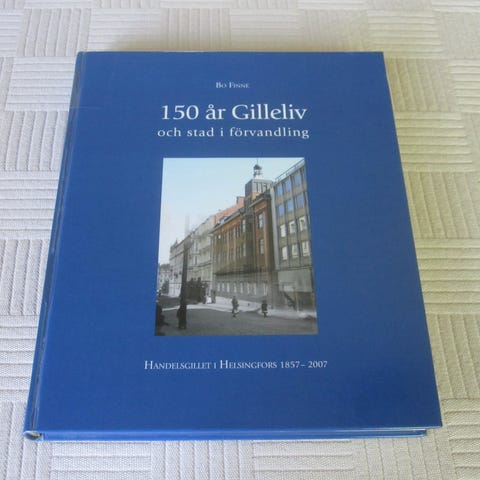 Bo Finne
150 år Gilleliv
och stad i förvandling
Handelsgillet i Helsingfors 1857–2007